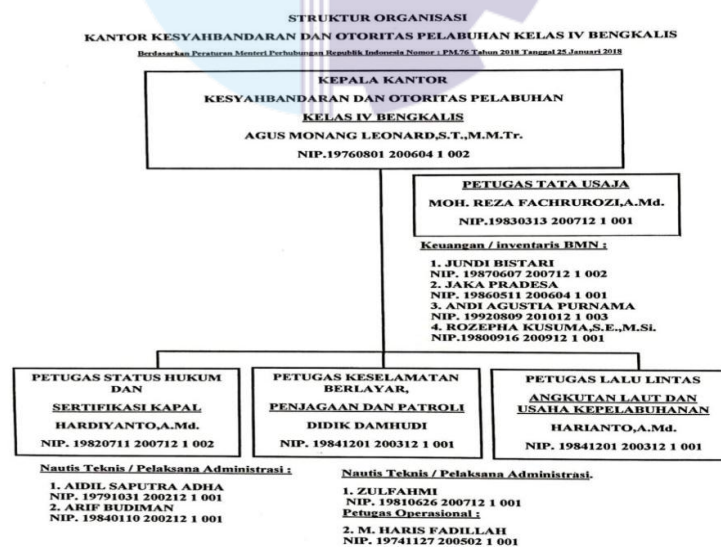 STRUKTUR ORGANISASI
KANTOR KESYAHBANDARAN DAN OTORITAS PELABUHAN KELAS IV BENGKALIS
Berdasarkan Peraturan Menteri Perhubungan Republik Indonesia Nomor : PM.76 Tahun 2018 Tanggal 25 Januari 2018
KEPALA KANTOR
KESYAHBANDARAN DAN OTORITAS PELABUHAN
KELAS IV BENGKALIS
AGUS MONANG LEONARD,S.T.,M.M.Tr.
NIP.19760801 200604 1 002
PETUGAS TATA USAJA
MOH. REZA FACHRUROZI,A.Md.
NIP.19830313 200712 1 001
Keuangan / inventaris BMN :
1. JUNDI BISTARI
NIP. 19870607 200712 1 002
2. JAKA PRADESA
NIP. 19860511 200604 1 001
3. ANDI AGUSTIA PURNAMA
NIP. 19920809 201012 1 003
4. ROZEPHA KUSUMA,S.E.,M.Si.
NIP.19800916 200912 1 001
PETUGAS STATUS HUKUM
DAN
SERTIFIKASI KAPAL
HARDIYANTO,A.Md.
NIP. 19820711 200712 1 002
Nautis Teknis / Pelaksana Administrasi :
1. AIDIL SAPUTRA ADHA
NIP. 19791031 200212 1 001
2. ARIF BUDIMAN
NIP. 19840110 200212 1 001
PETUGAS KESELAMATAN
BERLAYAR,
PENJAGAAN DAN PATROLI
DIDIK DAMHUDI
NIP. 19841201 200312 1 001
Nautis Teknis / Pelaksana Administrasi.
1. ZULFAHMI
NIP. 19810626 200712 1 001
Petugas Operasional :
2. M. HARIS FADILLAH
NIP. 19741127 200502 1 001
PETUGAS LALU LINTAS
ANGKUTAN LAUT DAN
USAHA KEPELABUHANAN
HARIANTO,A.Md.
NIP. 19841201 200312 1 001